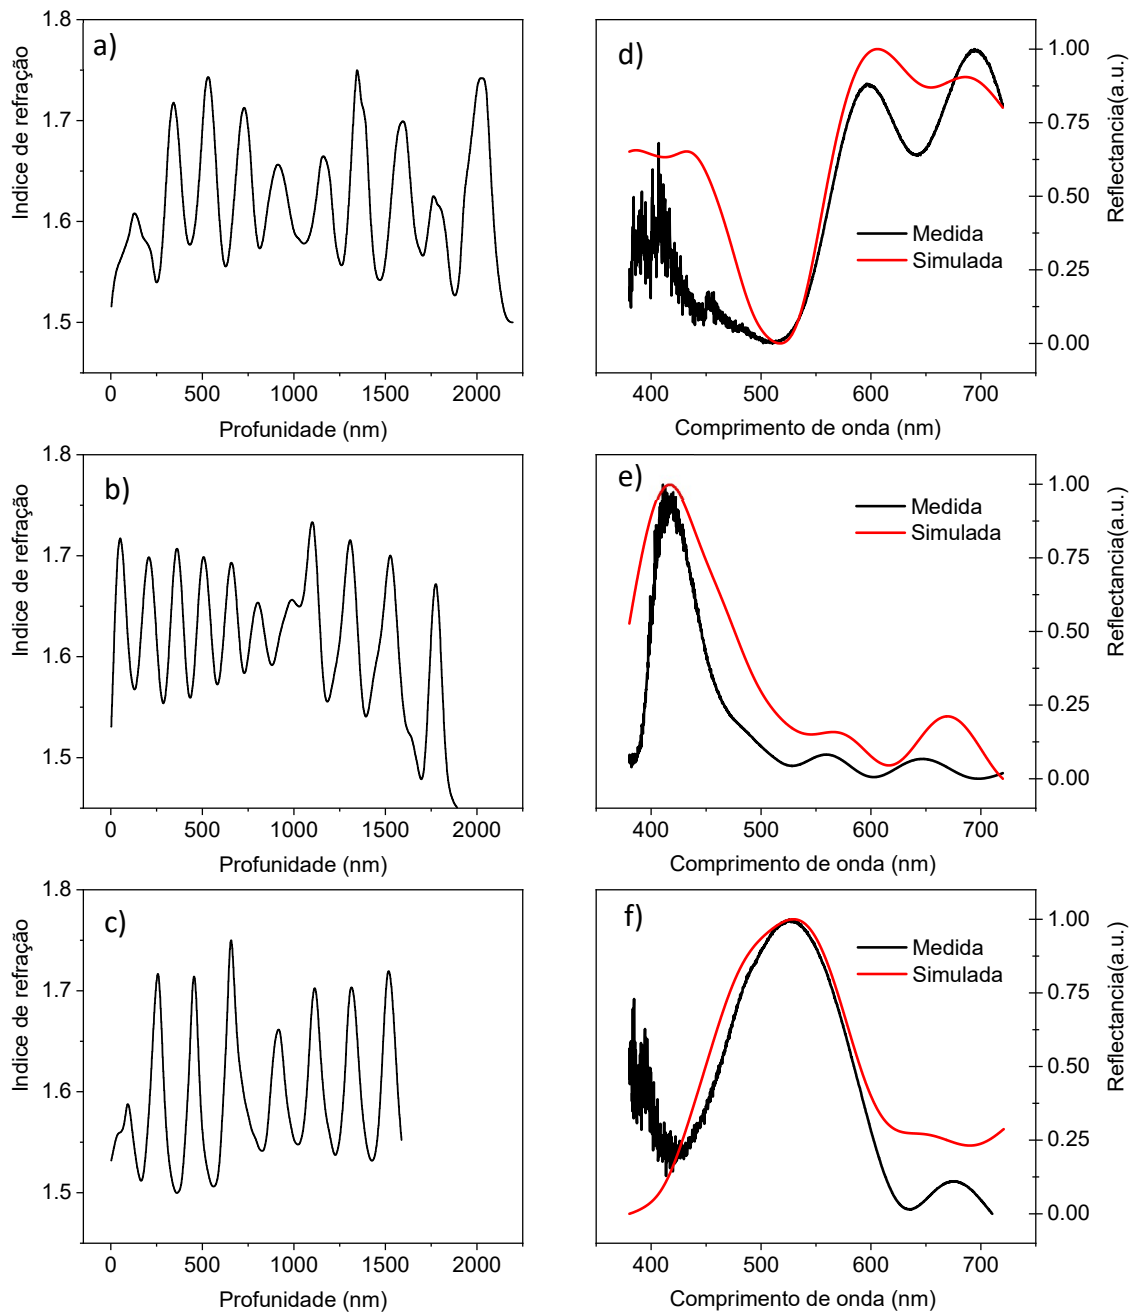 a)
1.8
1.7
1.6
1.5
Indice de refração
0
500
1000
1500
2000
Profunidade (nm)
d)
Medida
Simulada
1.00
0.75
0.50
0.25
0.00
Reflectancia(a.u.)
400
500
600
700
Comprimento de onda (nm)
b)
1.8
1.7
1.6
1.5
Indice de refração
0
500
1000
1500
2000
Profunidade (nm)
e)
Medida
Simulada
1.00
0.75
0.50
0.25
0.00
Reflectancia(a.u.)
400
500
600
700
Comprimento de onda (nm)
c)
1.8
1.7
1.6
1.5
Indice de refração
0
500
1000
1500
2000
Profunidade (nm)
f)
Medida
Simulada
1.00
0.75
0.50
0.25
0.00
Reflectancia(a.u.)
400
500
600
700
Comprimento de onda (nm)